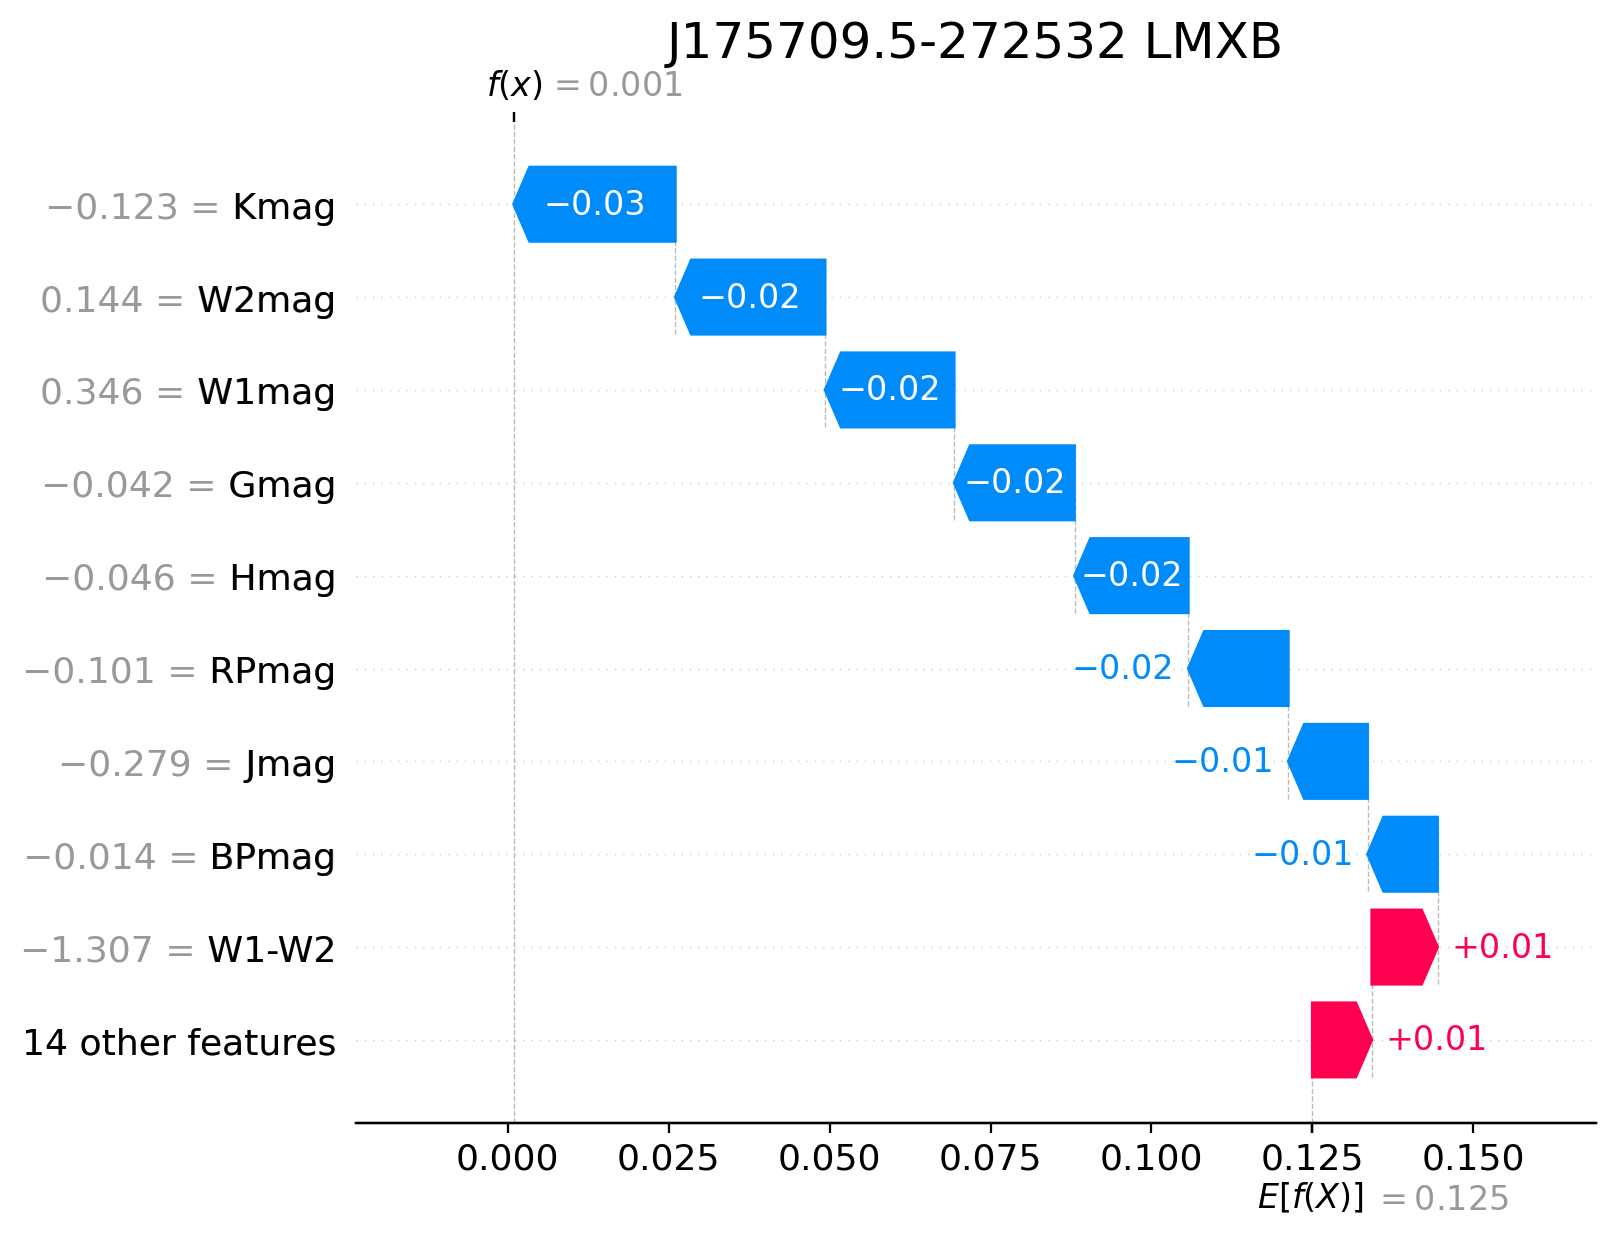 J175709.5-272532 LMXB
f(x) = 0.001
−0.123 = Kmag −0.03
0.144 = W2mag −0.02
0.346 = W1mag −0.02
−0.042 = Gmag −0.02
−0.046 = Hmag −0.02
−0.101 = RPmag −0.02
−0.279 = Jmag −0.01
−0.014 = BPmag −0.01
−1.307 = W1-W2 +0.01
14 other features +0.01
0.000 0.025 0.050 0.075 0.100 0.125 0.150
E[f(X)] = 0.125